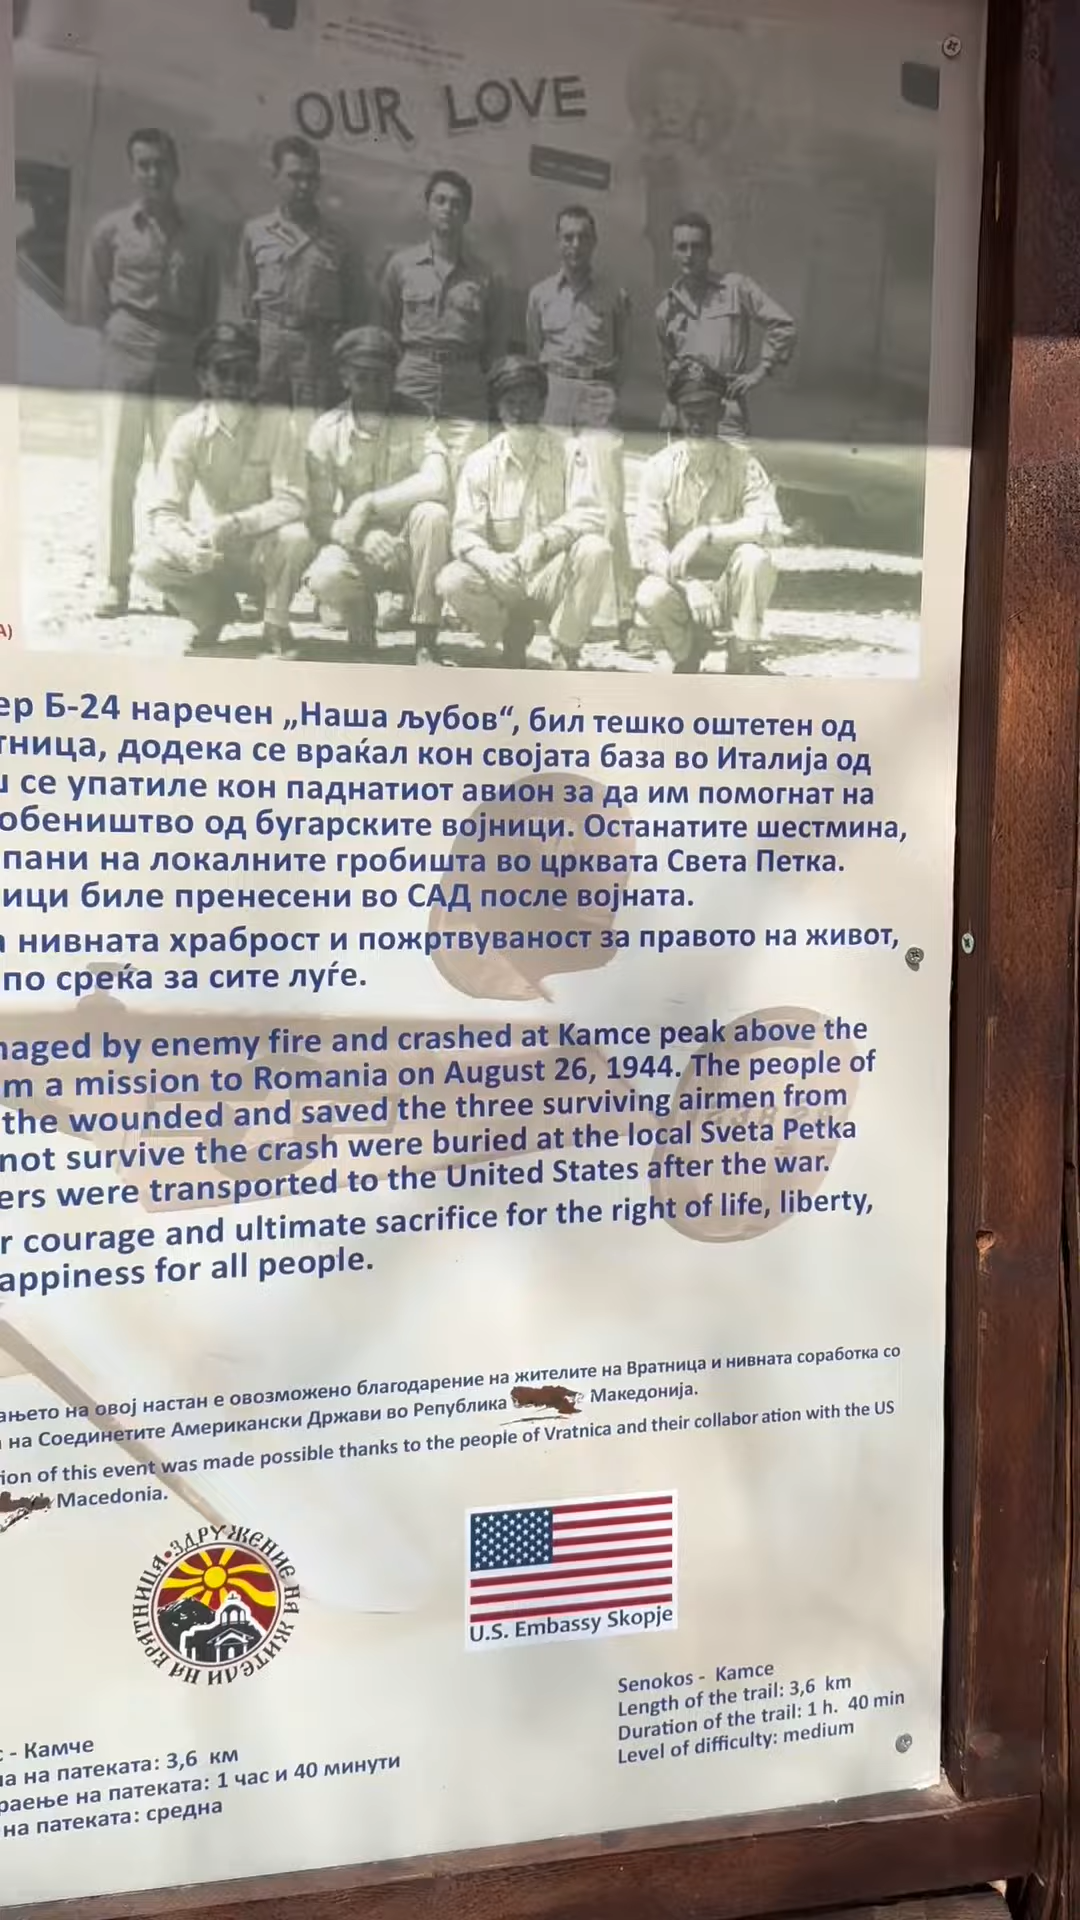 OUR LOVE
А)
ер Б-24 наречен „Наша љубов“, бил тешко оштетен од
тница, додека се враќал кон својата база во Италија од
и се упатиле кон паднатиот авион за да им помогнат на
обеништво од бугарските војници. Останатите шестмина,
пани на локалните гробишта во црквата Света Петка.
ици биле пренесени во САД после војната.
а нивната храброст и пожртвуваност за правото на живот,
по среќа за сите луѓе.
naged by enemy fire and crashed at Kamce peak above the
m a mission to Romania on August 26, 1944. The people of
the wounded and saved the three surviving airmen from
not survive the crash were buried at the local Sveta Petka
ers were transported to the United States after the war.
r courage and ultimate sacrifice for the right of life, liberty,
appiness for all people.
ањето на овој настан е овозможено благодарение на жителите на Вратница и нивната соработка со
на Соединетите Американски Држави во Република Македонија.
ion of this event was made possible thanks to the people of Vratnica and their collabor ation with the US
Macedonia.
ЗДРУЖЕНИЕ НА ЖИТЕЛИ НА ВРАТНИЦА
U.S. Embassy Skopje
Senokos - Kamce
Length of the trail: 3,6 km
Duration of the trail: 1 h. 40 min
Level of difficulty: medium
с - Камче
на на патеката: 3,6 км
раење на патеката: 1 час и 40 минути
на патеката: средна